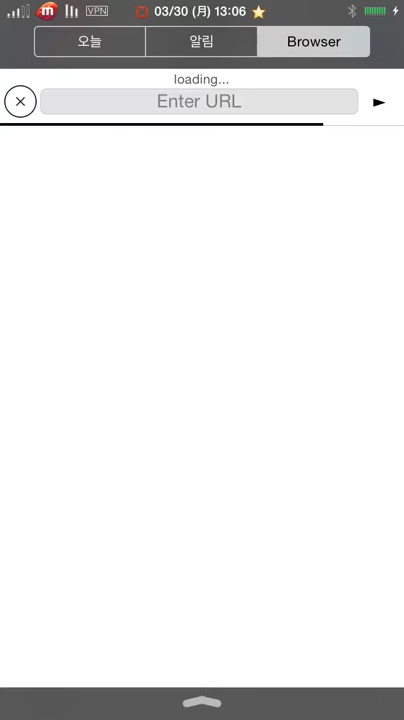 m VPN 03/30 (月) 13:06
오늘 알림 Browser
loading...
Enter URL